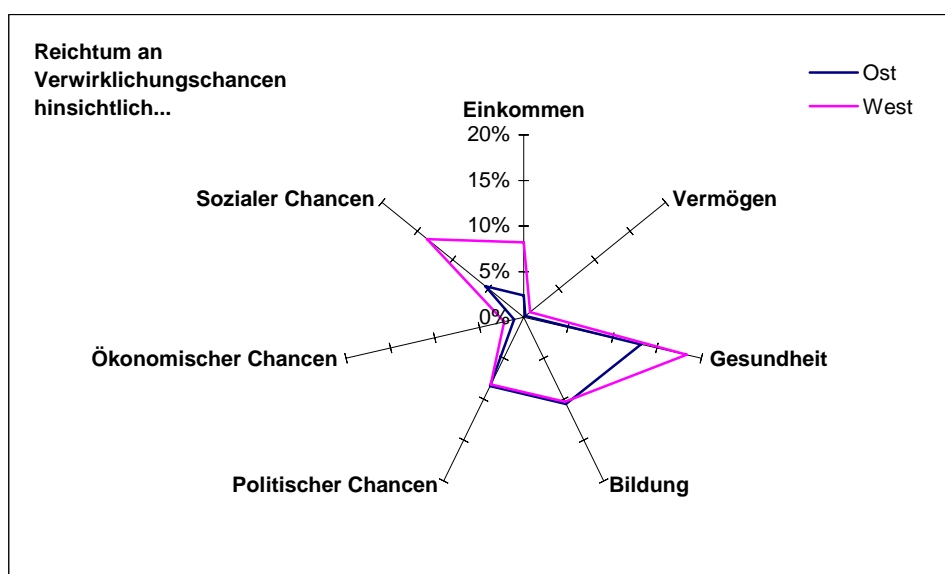 Reichtum an
Verwirklichungschancen
hinsichtlich...
Ost
West
Einkommen
20%
15%
10%
5%
0%
Sozialer Chancen
Vermögen
Ökonomischer Chancen
Gesundheit
Politischer Chancen
Bildung